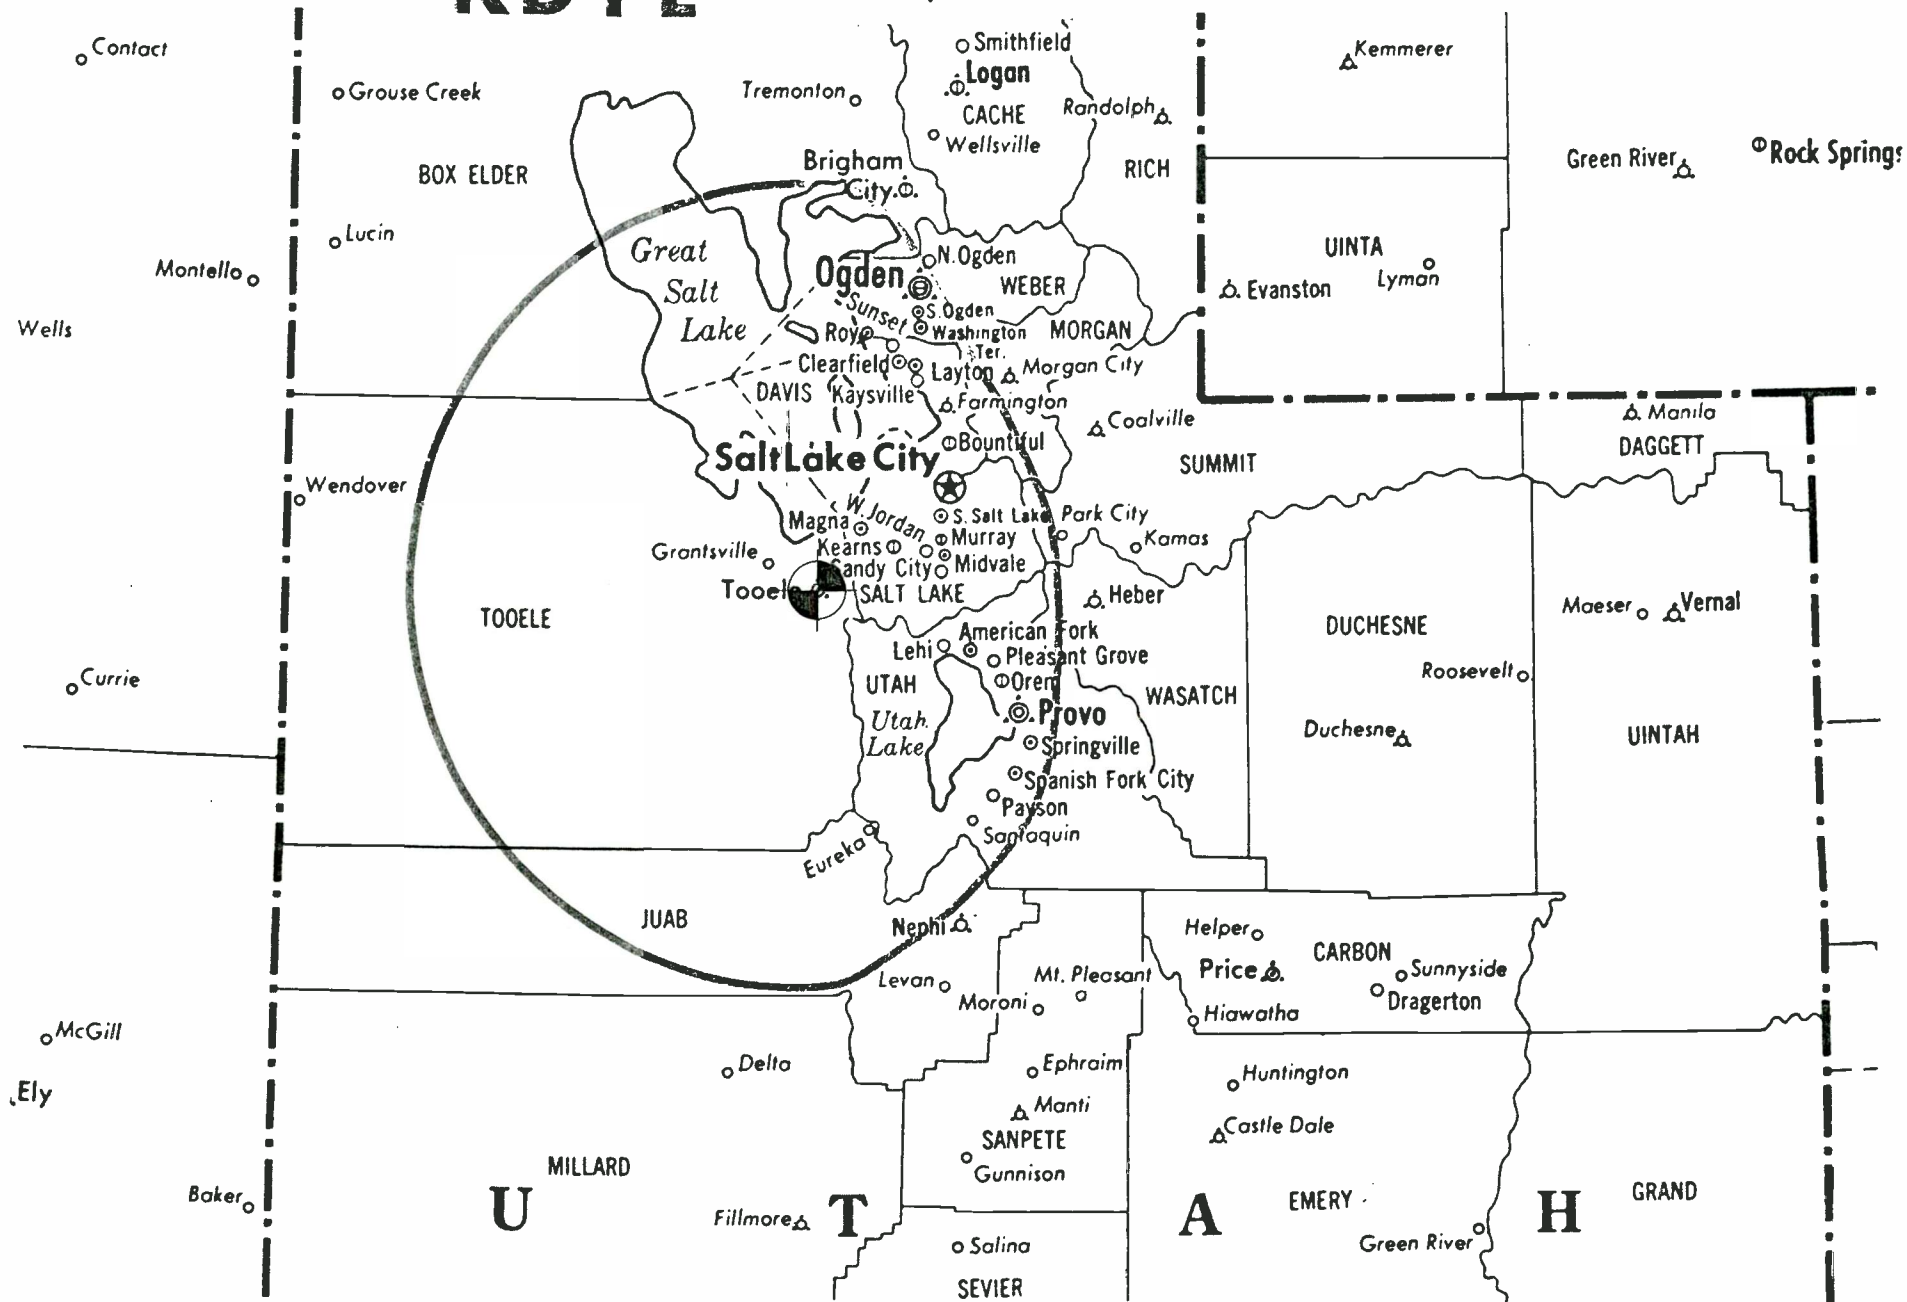 KDYL
Contact
Smithfield
Kemmerer
Logan
Grouse Creek
Tremonton
CACHE
Randolph
Wellsville
Rock Springs
Green River
Brigham
City
RICH
BOX ELDER
Lucin
Great
Salt
Lake
UINTA
Montello
N. Ogden
Ogden
WEBER
Lyman
Evanston
Sunset
S. Ogden
Wells
Roy
Washington
Ter.
MORGAN
Clearfield
Layton
Morgan City
DAVIS
Kaysville
Farmington
Coalville
Manila
DAGGETT
Bountiful
Salt Lake City
SUMMIT
Wendover
W. Jordan
Magna
S. Salt Lake
Park City
Kearns
Murray
Kamas
Grantsville
Sandy City
Midvale
Tooele
SALT LAKE
Heber
Maeser
Vernal
TOOELE
DUCHESNE
American Fork
Lehi
Pleasant Grove
Roosevelt
Currie
UTAH
Orem
WASATCH
Utah
Lake
Provo
Duchesne
UINTAH
Springville
Spanish Fork City
Payson
Santaquin
Eureka
JUAB
Nephi
Helper
CARBON
Price
Sunnyside
Levan
Mt. Pleasant
Moroni
Dragerton
Hiawatha
McGill
Delta
Ephraim
Huntington
Ely
Manti
Castle Dale
SANPETE
MILLARD
Gunnison
Baker
U T A H
EMERY
GRAND
Fillmore
Green River
Salina
SEVIER